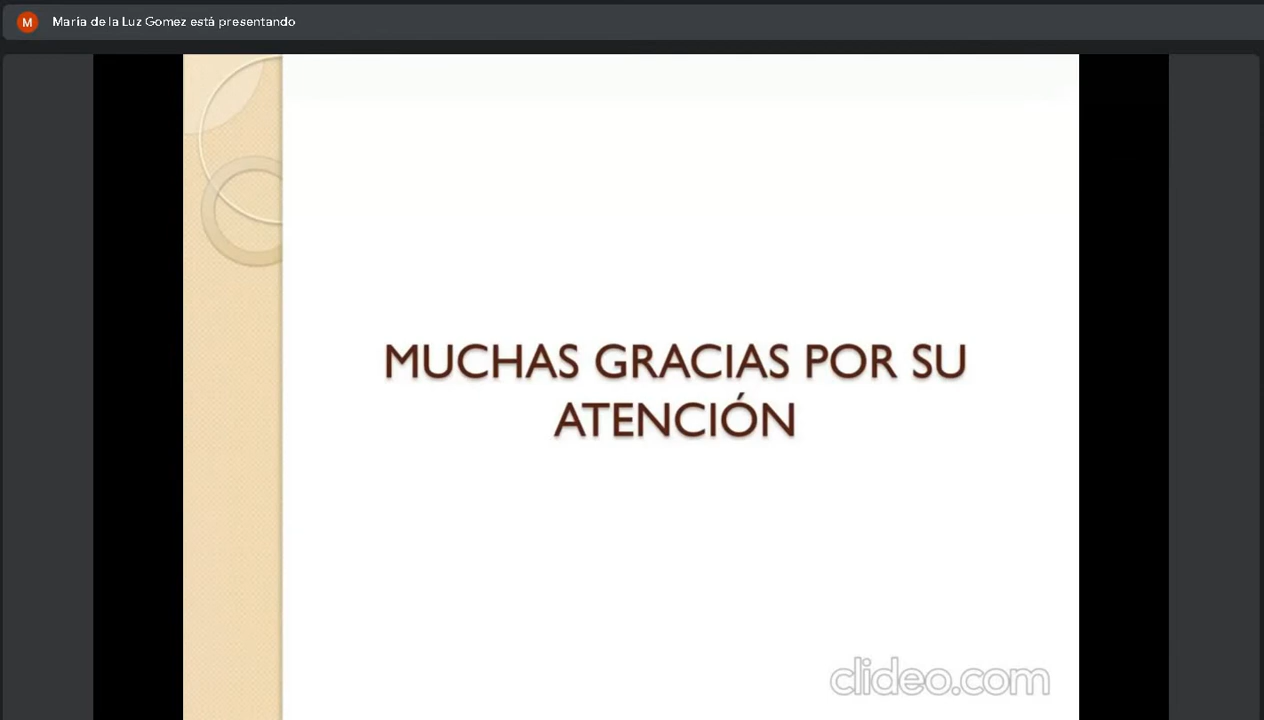 M
Maria de la Luz Gomez está presentando
MUCHAS GRACIAS POR SU
ATENCIÓN
clideo.com